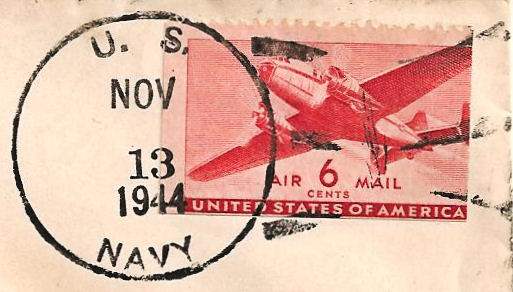 U. S.
NOV
13
1944
NAVY
AIR 6 MAIL
CENTS
UNITED STATES OF AMERICA